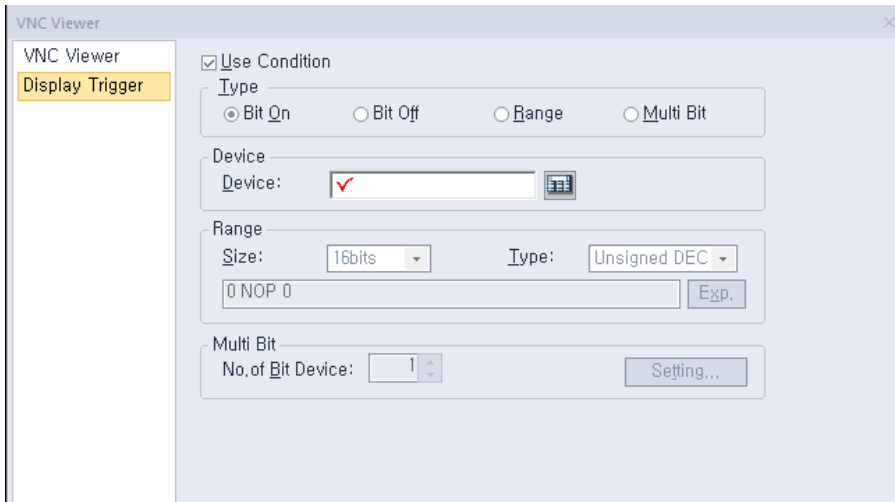 VNC Viewer
VNC Viewer
Display Trigger
Use Condition
Type
Bit On
Bit Off
Range
Multi Bit
Device
Device:
Range
Size:
16bits
Type:
Unsigned DEC
0 NOP 0
Exp.
Multi Bit
No.of Bit Device:
1
Setting...